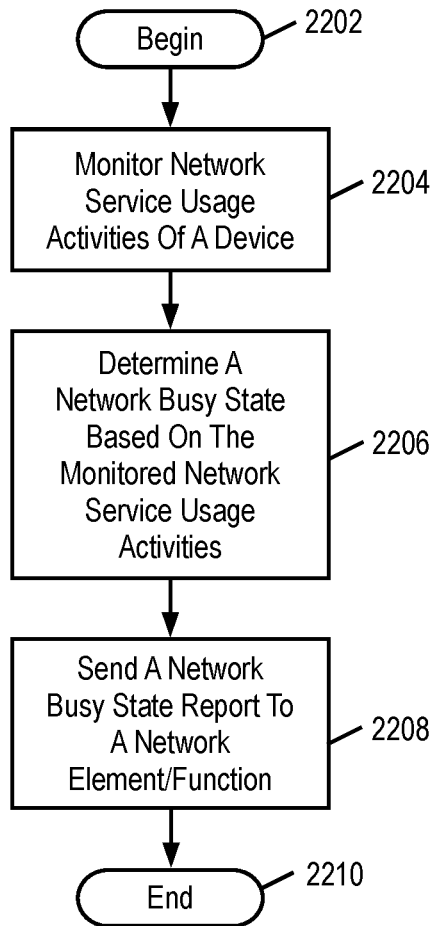 Begin
2202
Monitor Network
Service Usage
Activities Of A Device
2204
Determine A
Network Busy State
Based On The
Monitored Network
Service Usage
Activities
2206
Send A Network
Busy State Report To
A Network
Element/Function
2208
End
2210